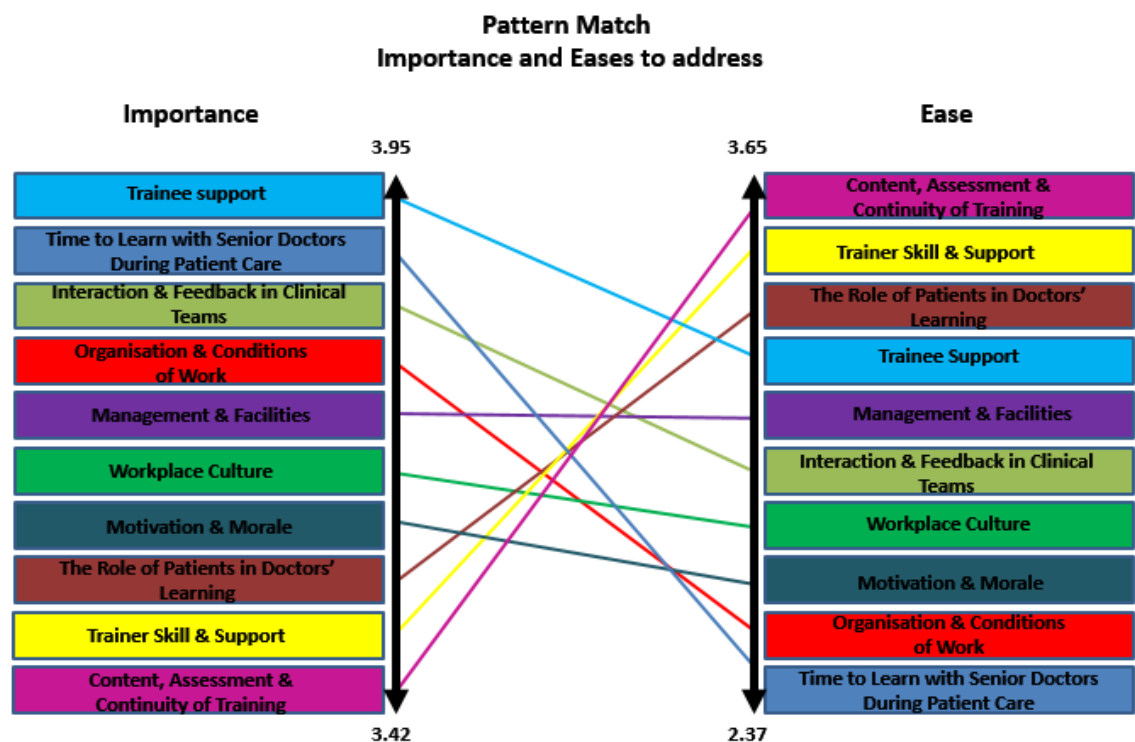 Pattern Match
Importance and Eases to address
Importance
Ease
3.95
3.65
Trainee support
Time to Learn with Senior Doctors
During Patient Care
Interaction & Feedback in Clinical
Teams
Organisation & Conditions
of Work
Management & Facilities
Workplace Culture
Motivation & Morale
The Role of Patients in Doctors'
Learning
Trainer Skill & Support
Content, Assessment &
Continuity of Training
Content, Assessment &
Continuity of Training
Trainer Skill & Support
The Role of Patients in Doctors'
Learning
Trainee Support
Management & Facilities
Interaction & Feedback in Clinical
Teams
Workplace Culture
Motivation & Morale
Organisation & Conditions
of Work
Time to Learn with Senior Doctors
During Patient Care
3.42
2.37